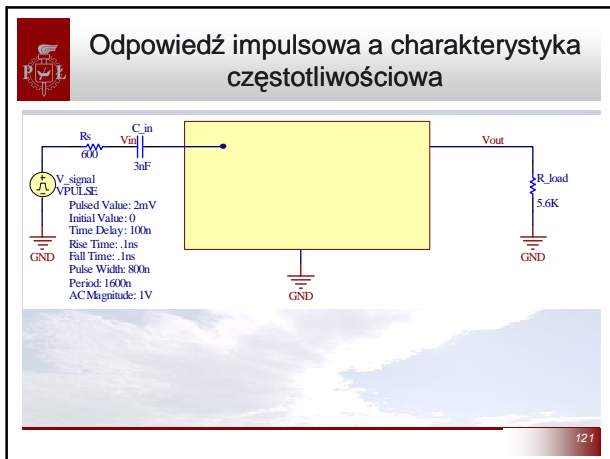 P Ł
Odpowiedź impulsowa a charakterystyka
częstotliwościowa
Rs
600
Vin
C_in
3nF
Vout
V_signal
VPULSE
Pulsed Value: 2mV
Initial Value: 0
Time Delay: 100n
Rise Time: .1ns
Fall Time: .1ns
Pulse Width: 800n
Period: 1600n
AC Magnitude: 1V
R_load
5.6K
GND
GND
GND
121